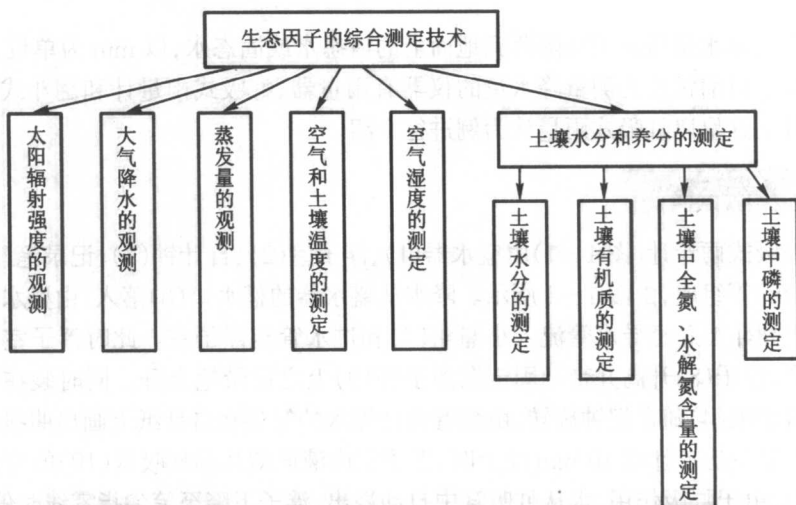 生态因子的综合测定技术
太阳辐射强度的观测
大气降水的观测
蒸发量的观测
空气和土壤温度的测定
空气湿度的测定
土壤水分和养分的测定
土壤水分的测定
土壤有机质的测定
土壤中全氮、水解氮含量的测定
土壤中磷的测定